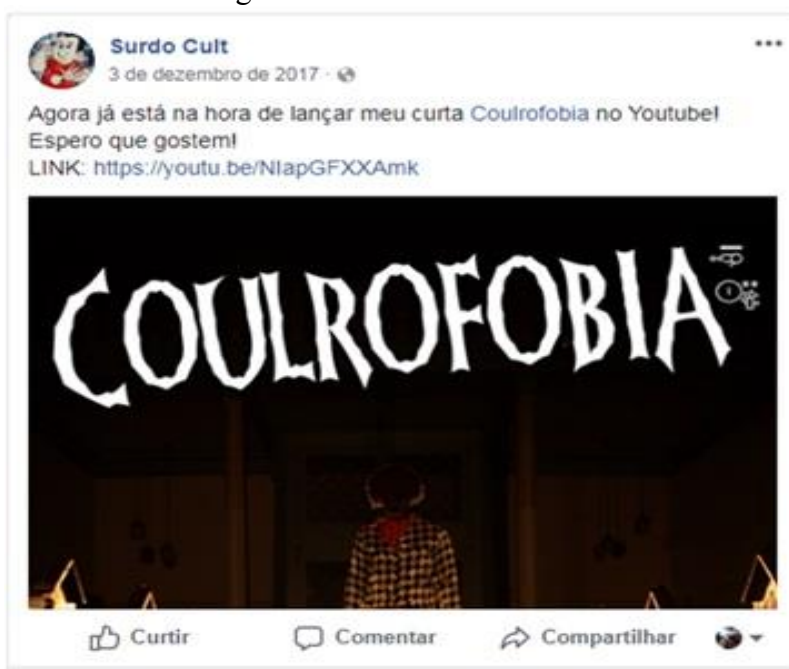 Surdo Cult
3 de dezembro de 2017 ·
Agora já está na hora de lançar meu curta Coulrofobia no Youtube!
Espero que gostem!
LINK: https://youtu.be/NIapGFXXAmk
COULROFOBIA
Curtir
Comentar
Compartilhar